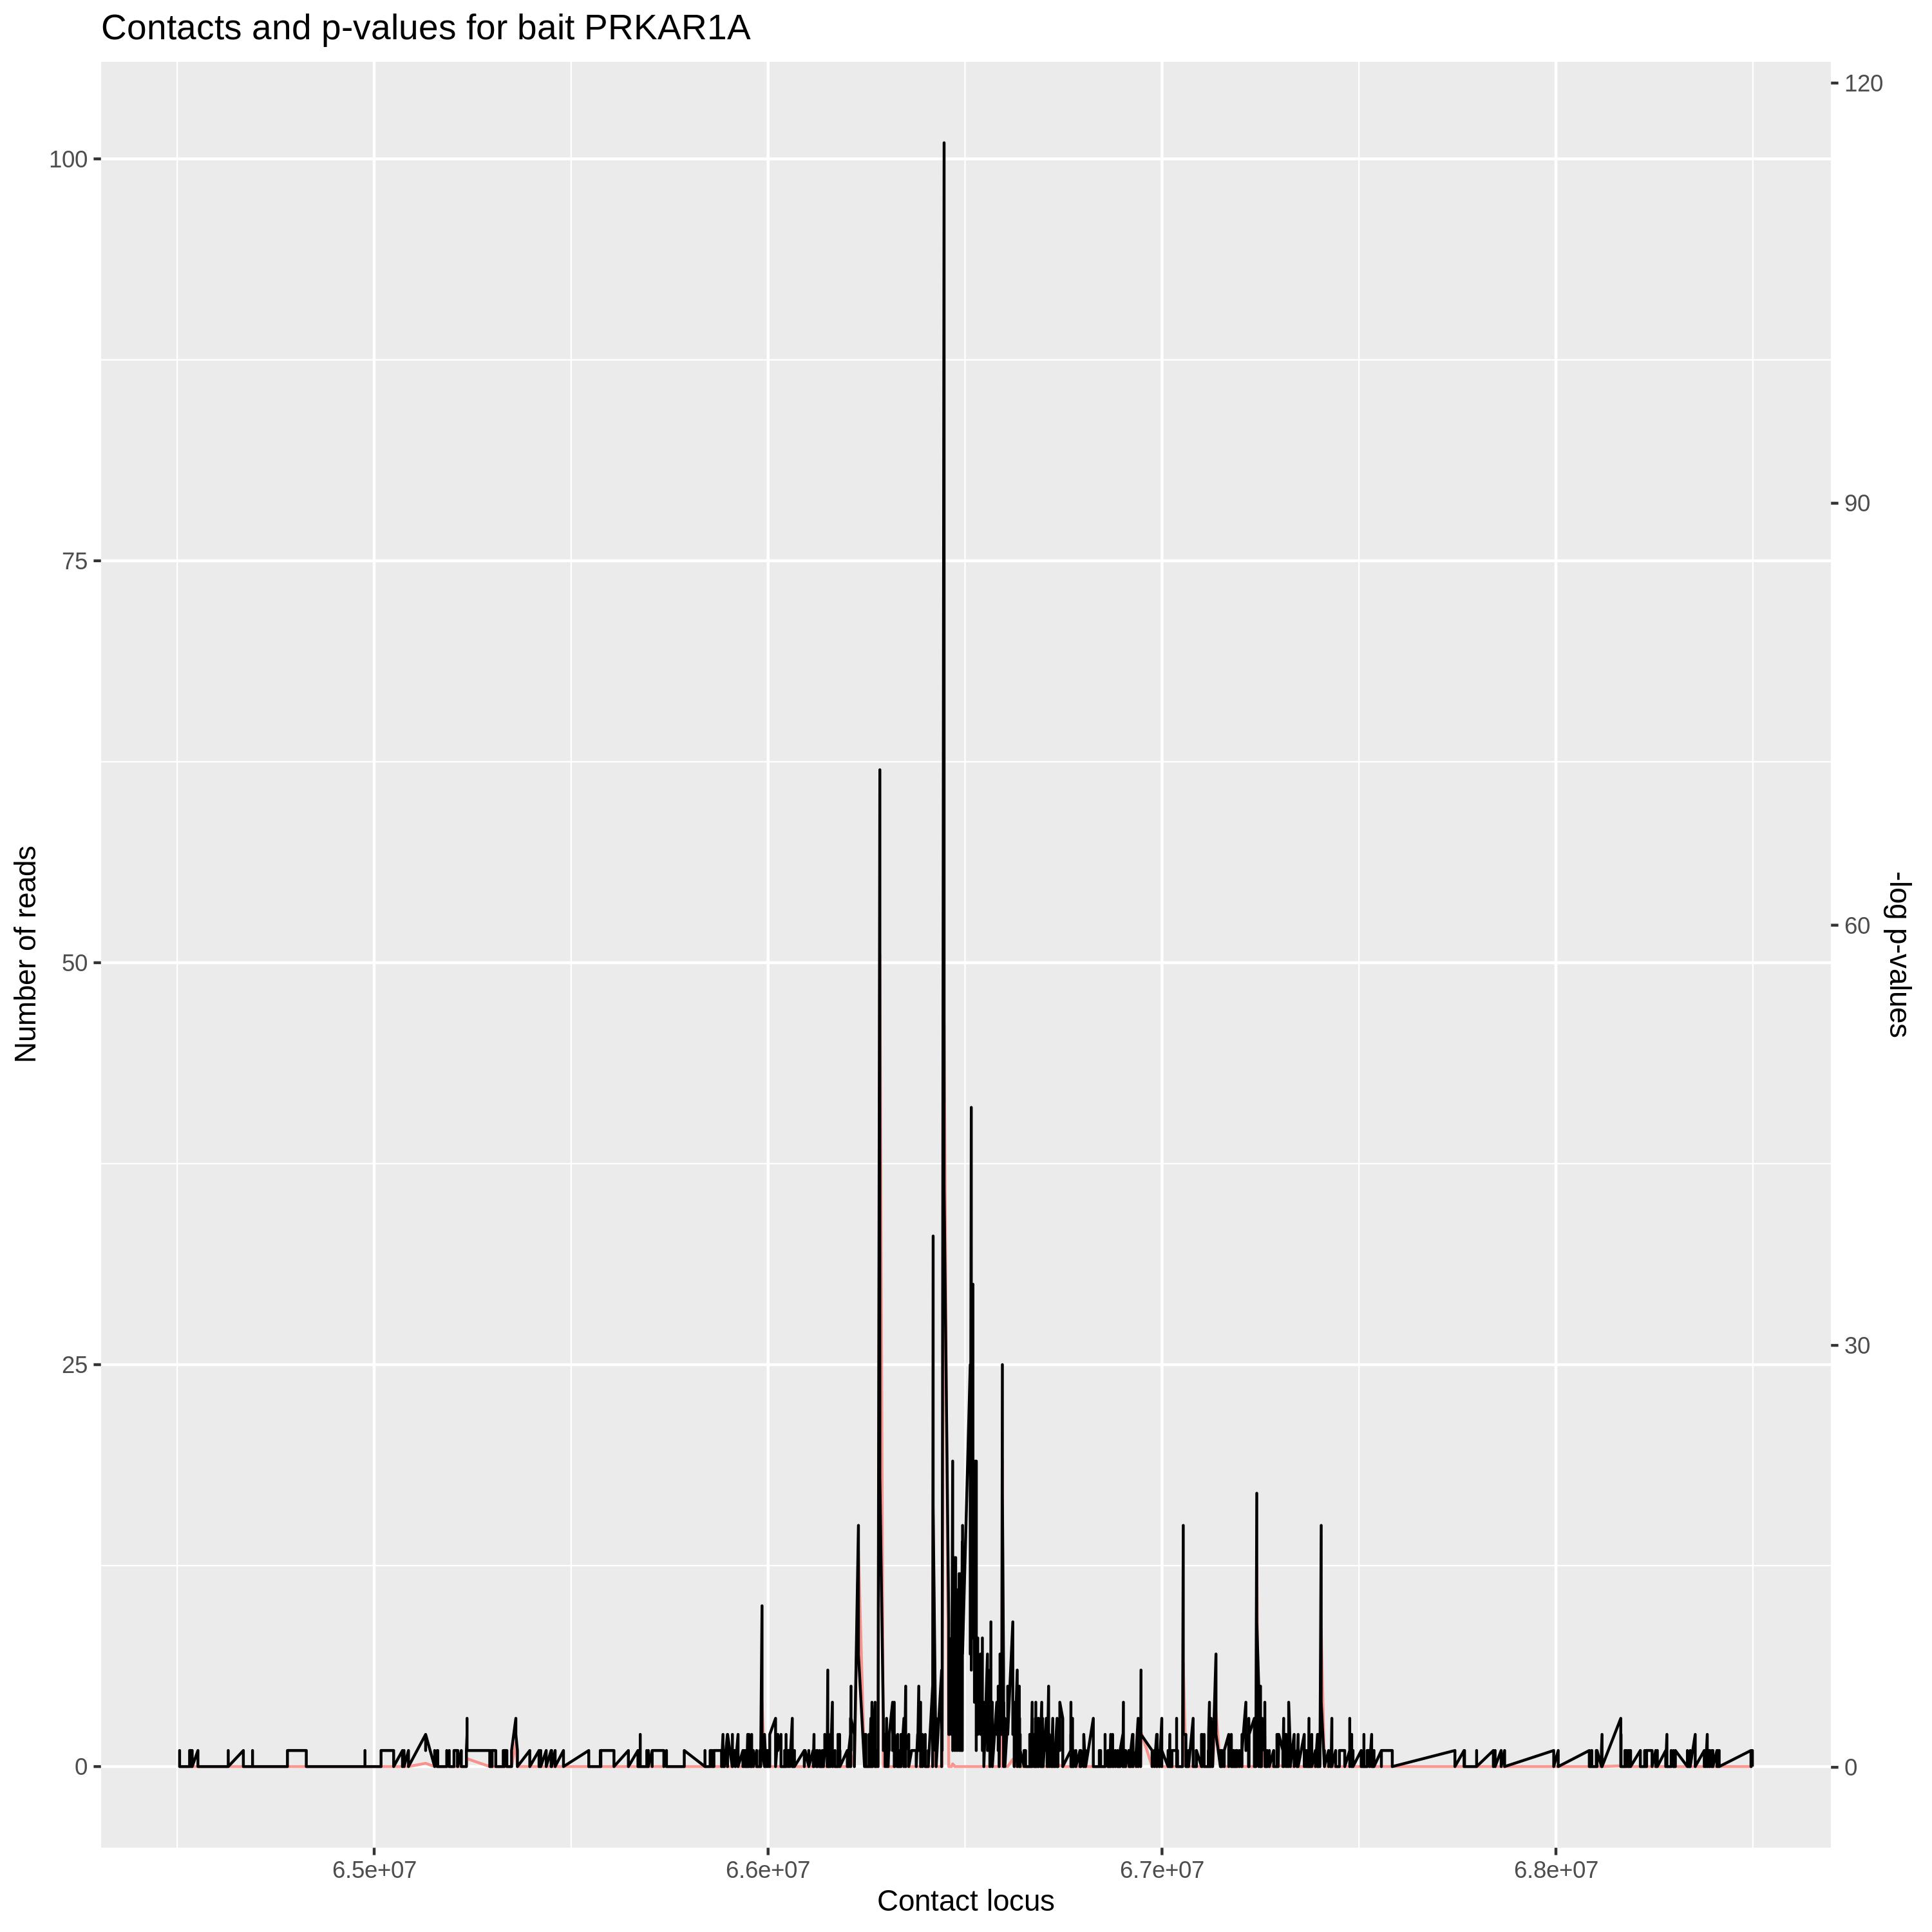 Contacts and p-values for bait PRKAR1A
120
100
90
75
60
50
30
25
0
0
Number of reads
-log p-values
6.5e+07
6.6e+07
6.7e+07
6.8e+07
Contact locus